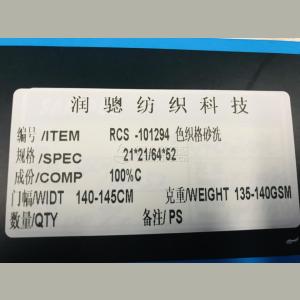 润骢纺织科技
编号/ITEM RCS -101294 色织格砂洗
规格/SPEC 21*21/64*52
成份/COMP 100%C
门幅/WIDT 140-145CM 克重/WEIGHT 135-140GSM
数量/QTY 备注/PS